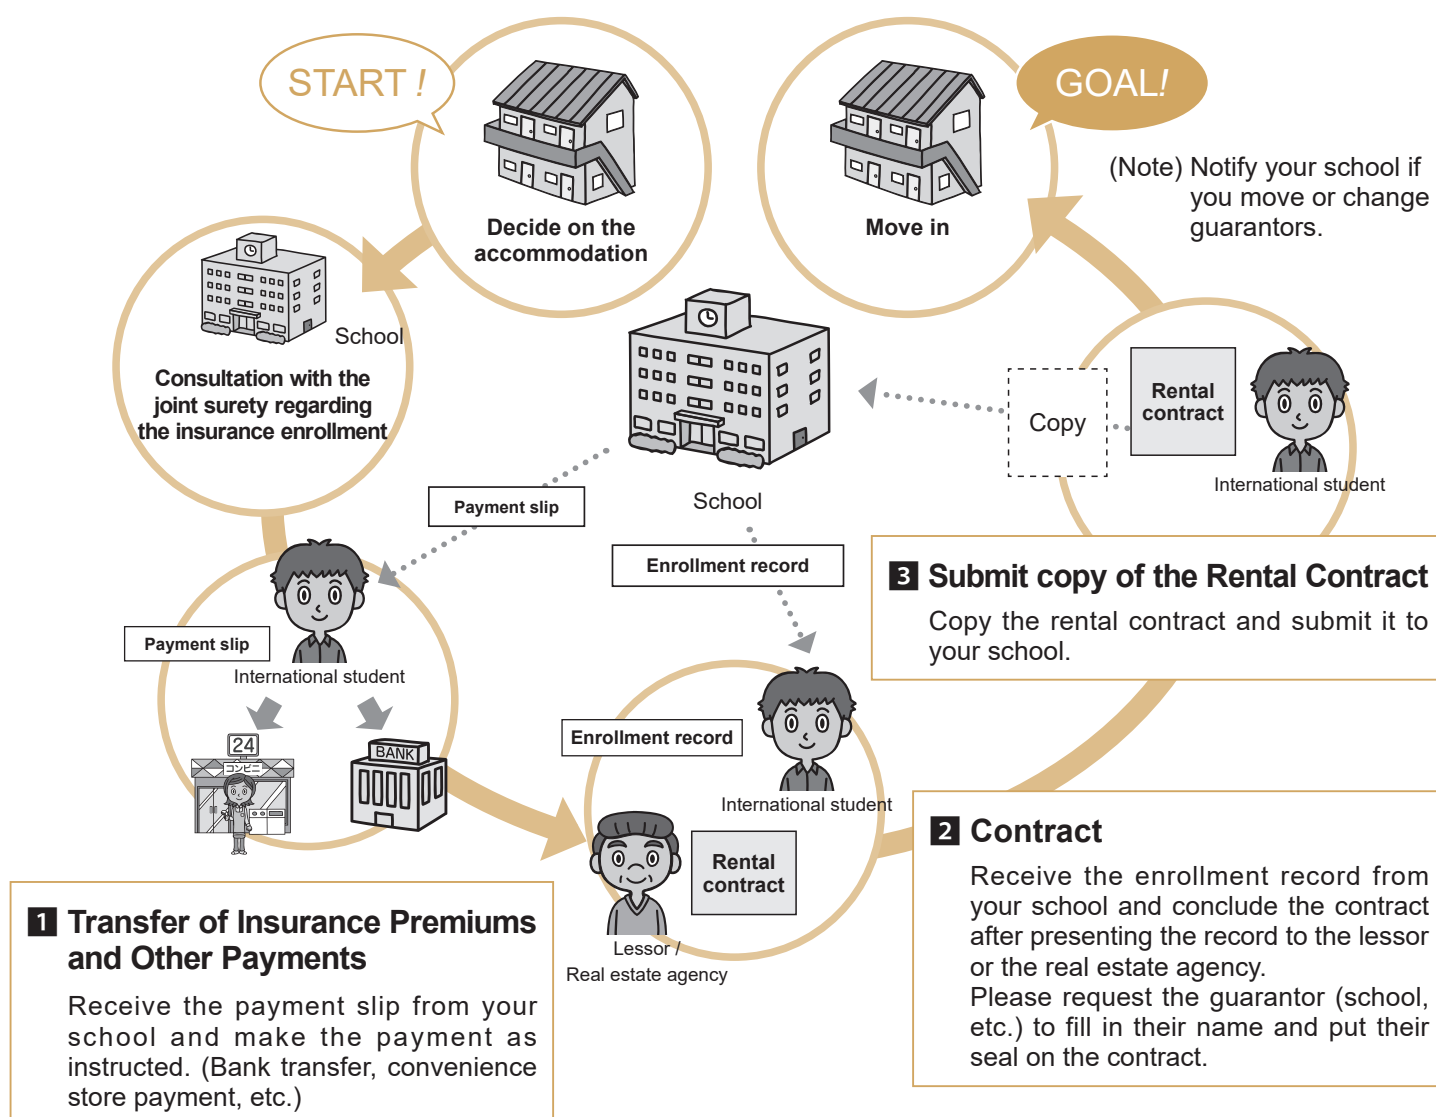 START !
Decide on the
accommodation
GOAL!
Move in
(Note) Notify your school if
you move or change
guarantors.
School
Consultation with the
joint surety regarding
the insurance enrollment
School
Payment slip
Enrollment record
Copy
Rental
contract
International student
3 Submit copy of the Rental Contract
Copy the rental contract and submit it to
your school.
Payment slip
International student
24
コンビニ
BANK
Enrollment record
International student
Rental
contract
Lessor /
Real estate agency
1 Transfer of Insurance Premiums
and Other Payments
Receive the payment slip from your
school and make the payment as
instructed. (Bank transfer, convenience
store payment, etc.)
2 Contract
Receive the enrollment record from
your school and conclude the contract
after presenting the record to the lessor
or the real estate agency.
Please request the guarantor (school,
etc.) to fill in their name and put their
seal on the contract.